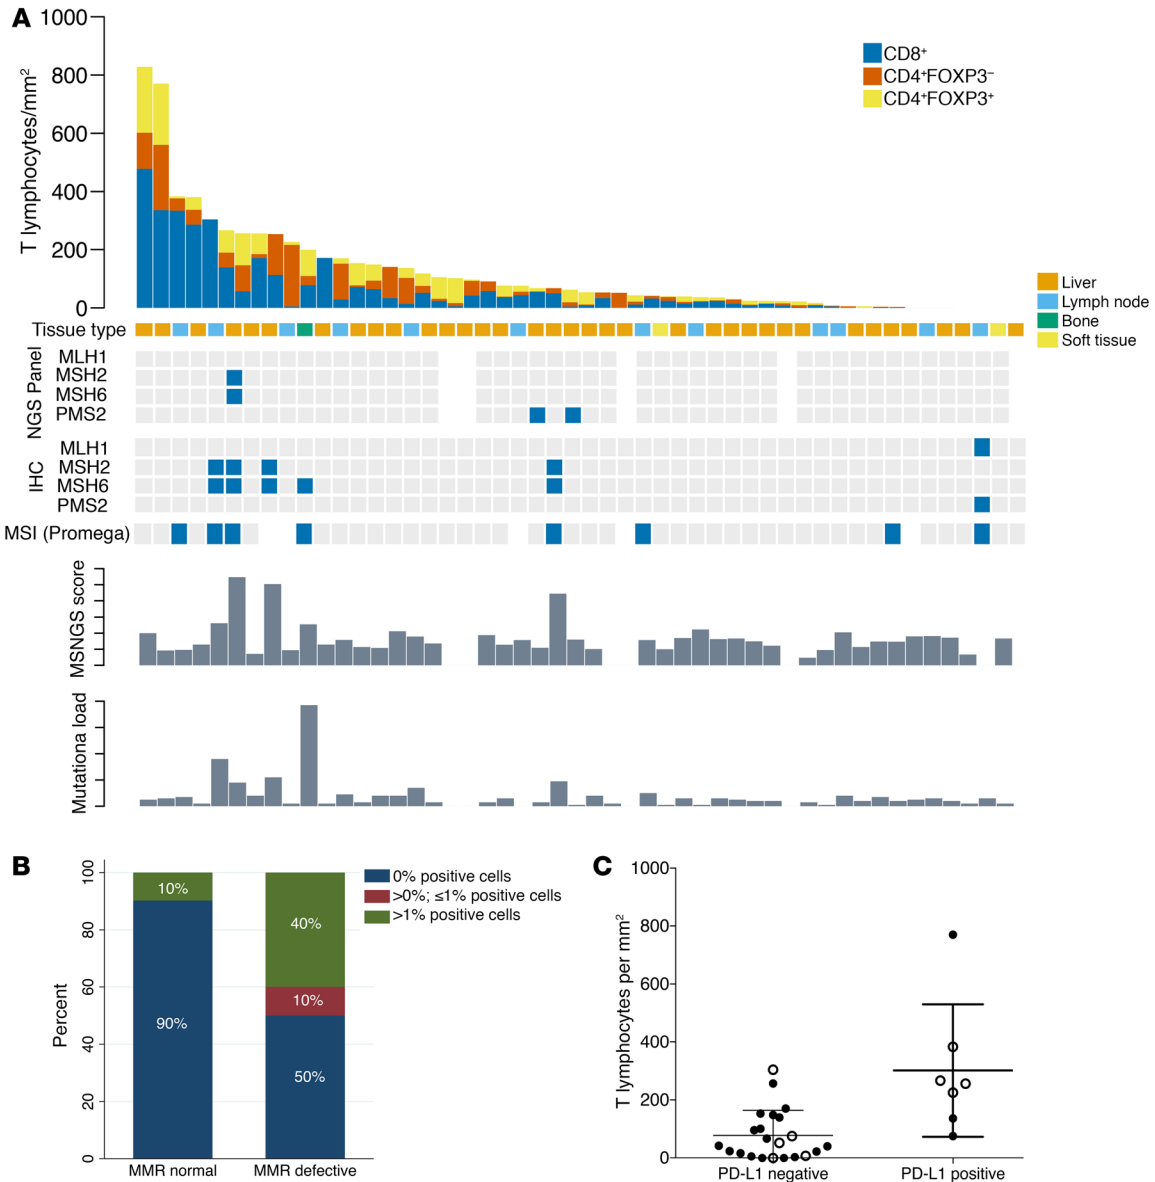 A
1000
800
600
400
200
0
T lymphocytes/mm²
CD8⁺
CD4⁺FOXP3⁻
CD4⁺FOXP3⁺
Tissue type
Liver
Lymph node
Bone
Soft tissue
NGS Panel
MLH1
MSH2
MSH6
PMS2
IHC
MLH1
MSH2
MSH6
PMS2
MSI (Promega)
MSNGS score
Mutationa load
B
100
80
60
40
20
0
Percent
10%
90%
40%
10%
50%
MMR normal
MMR defective
0% positive cells
>0%; ≤1% positive cells
>1% positive cells
C
1000
800
600
400
200
0
T lymphocytes per mm²
PD-L1 negative
PD-L1 positive